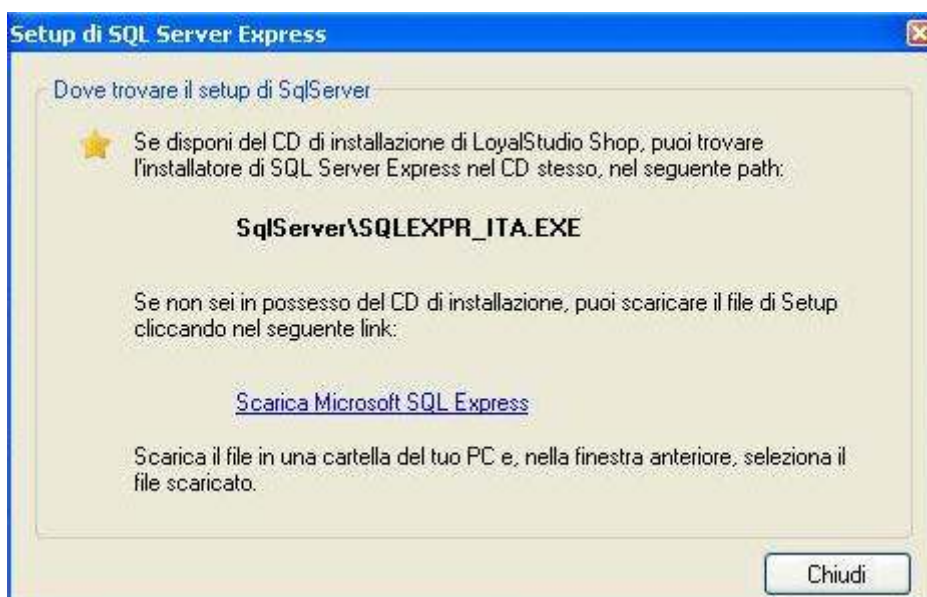 Setup di SQL Server Express
Dove trovare il setup di SqlServer
Se disponi del CD di installazione di LoyalStudio Shop, puoi trovare
l'installatore di SQL Server Express nel CD stesso, nel seguente path:
SqlServer\SQLEXPR_ITA.EXE
Se non sei in possesso del CD di installazione, puoi scaricare il file di Setup
cliccando nel seguente link:
Scarica Microsoft SQL Express
Scarica il file in una cartella del tuo PC e, nella finestra anteriore, seleziona il
file scaricato.
Chiudi